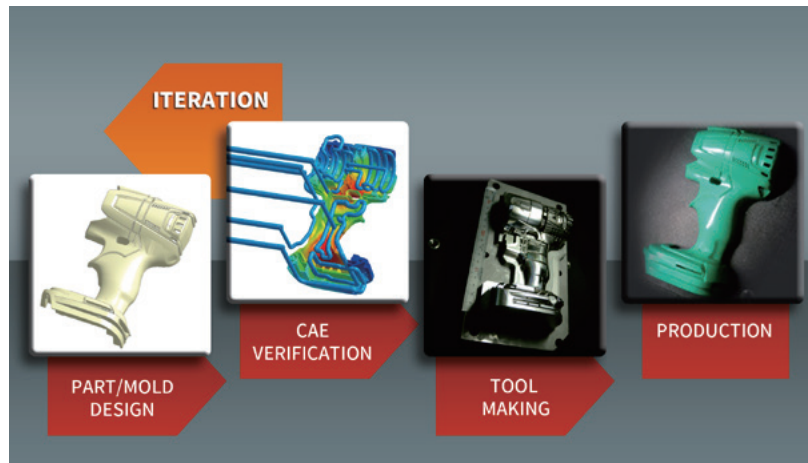 ITERATION
PART/MOLD
DESIGN
CAE
VERIFICATION
TOOL
MAKING
PRODUCTION